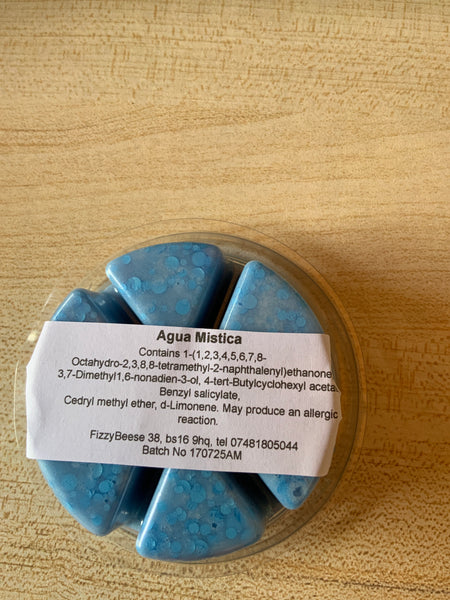 Agua Mistica
Contains 1-(1,2,3,4,5,6,7,8-
Octahydro-2,3,8,8-tetramethyl-2-naphthalenyl)ethanone
3,7-Dimethyl1,6-nonadien-3-ol, 4-tert-Butylcyclohexyl aceta
Benzyl salicylate,
Cedryl methyl ether, d-Limonene. May produce an allergic
reaction.
FizzyBeese 38, bs16 9hq, tel 07481805044
Batch No 170725AM